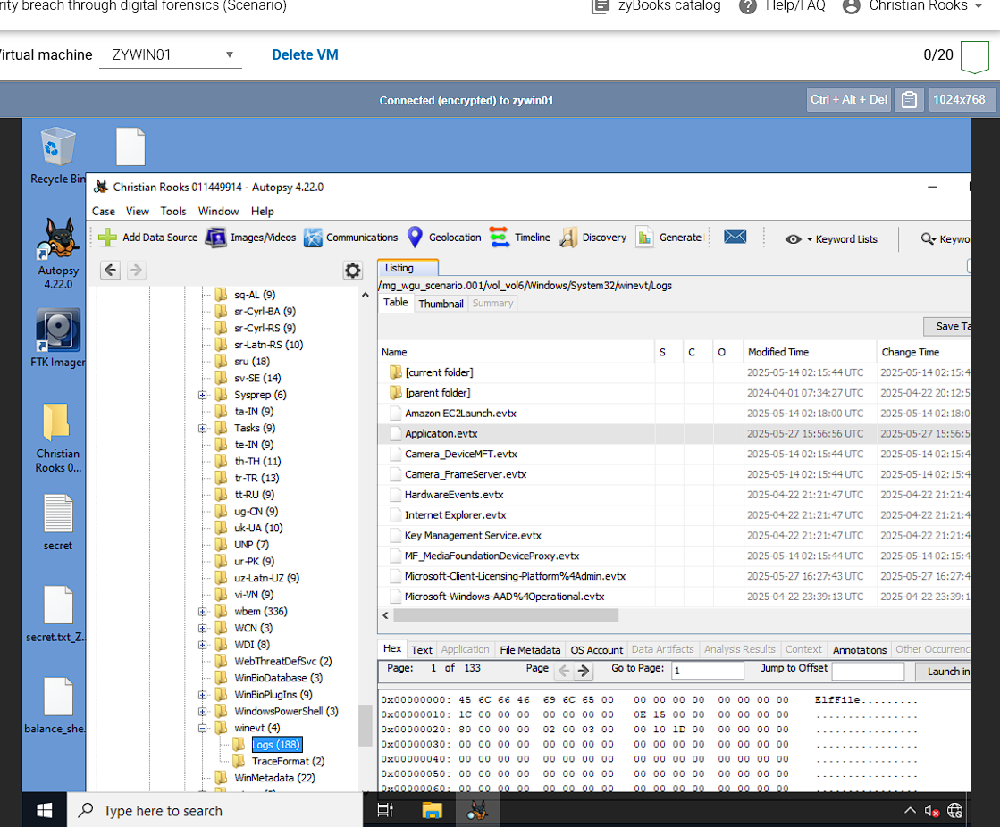 rity breach through digital forensics (Scenario)
zyBooks catalog
Help/FAQ
Christian Rooks
Virtual machine
ZYWIN01
Delete VM
0/20
Connected (encrypted) to zywin01
Ctrl + Alt + Del
1024x768
Recycle Bin
Autopsy
4.22.0
FTK Imager
Christian
Rooks 0...
secret
secret.txt_Z...
balance_she...
Christian Rooks 011449914 - Autopsy 4.22.0
Case View Tools Window Help
Add Data Source Images/Videos Communications Geolocation Timeline Discovery Generate Keyword Lists Keywo
sq-AL (9)
sr-Cyrl-BA (9)
sr-Cyrl-RS (9)
sr-Latn-RS (10)
sru (18)
sv-SE (14)
Sysprep (6)
ta-IN (9)
Tasks (9)
te-IN (9)
th-TH (11)
tr-TR (13)
tt-RU (9)
ug-CN (9)
uk-UA (10)
UNP (7)
ur-PK (9)
uz-Latn-UZ (9)
vi-VN (9)
wbem (336)
WCN (3)
WDI (8)
WebThreatDefSvc (2)
WinBioDatabase (3)
WinBioPlugIns (9)
WindowsPowerShell (3)
winevt (4)
Logs (188)
TraceFormat (2)
WinMetadata (22)
Listing
/img_wgu_scenario.001/vol_vol6/Windows/System32/winevt/Logs
Table Thumbnail Summary
Save Ta
Name S C O Modified Time Change Time
[current folder] 2025-05-14 02:15:44 UTC 2025-05-14 02:15:4
[parent folder] 2024-04-01 07:34:27 UTC 2025-04-22 20:12:5
Amazon EC2Launch.evtx 2025-05-14 02:18:00 UTC 2025-05-14 02:18:0
Application.evtx 2025-05-27 15:56:56 UTC 2025-05-27 15:56:5
Camera_DeviceMFT.evtx 2025-05-14 02:15:44 UTC 2025-05-14 02:15:4
Camera_FrameServer.evtx 2025-05-14 02:15:44 UTC 2025-05-14 02:15:4
HardwareEvents.evtx 2025-04-22 21:21:47 UTC 2025-04-22 21:21:4
Internet Explorer.evtx 2025-04-22 21:21:47 UTC 2025-04-22 21:21:4
Key Management Service.evtx 2025-04-22 21:21:47 UTC 2025-04-22 21:21:4
MF_MediaFoundationDeviceProxy.evtx 2025-05-14 02:15:44 UTC 2025-05-14 02:15:4
Microsoft-Client-Licensing-Platform%4Admin.evtx 2025-05-27 16:27:43 UTC 2025-05-27 16:27:4
Microsoft-Windows-AAD%4Operational.evtx 2025-04-22 23:39:13 UTC 2025-04-22 23:39:1
Hex Text Application File Metadata OS Account Data Artifacts Analysis Results Context Annotations Other Occurrenc
Page: 1 of 133 Page Go to Page: 1 Jump to Offset Launch in
0x00000000: 45 6C 66 46 69 6C 65 00 00 00 00 00 00 00 00 00 ElfFile.........
0x00000010: 1C 00 00 00 00 00 00 00 0E 15 00 00 00 00 00 00 ................
0x00000020: 80 00 00 00 02 00 03 00 00 10 1D 00 00 00 00 00 ................
0x00000030: 00 00 00 00 00 00 00 00 00 00 00 00 00 00 00 00 ................
0x00000040: 00 00 00 00 00 00 00 00 00 00 00 00 00 00 00 00 ................
0x00000050: 00 00 00 00 00 00 00 00 00 00 00 00 00 00 00 00 ................
0x00000060: 00 00 00 00 00 00 00 00 00 00 00 00 00 00 00 00 ................
Type here to search